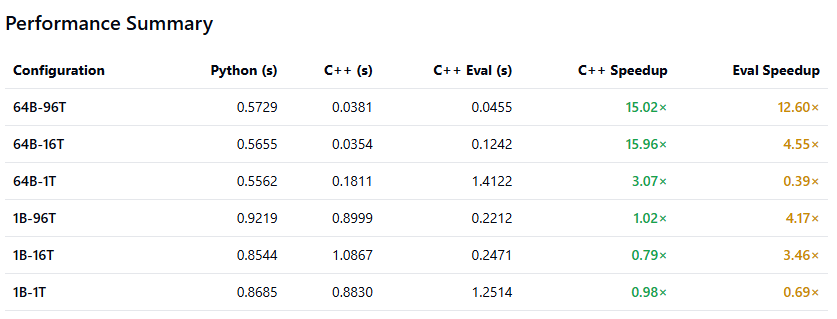 Performance Summary
Configuration Python (s) C++ (s) C++ Eval (s) C++ Speedup Eval Speedup
64B-96T 0.5729 0.0381 0.0455 15.02× 12.60×
64B-16T 0.5655 0.0354 0.1242 15.96× 4.55×
64B-1T 0.5562 0.1811 1.4122 3.07× 0.39×
1B-96T 0.9219 0.8999 0.2212 1.02× 4.17×
1B-16T 0.8544 1.0867 0.2471 0.79× 3.46×
1B-1T 0.8685 0.8830 1.2514 0.98× 0.69×